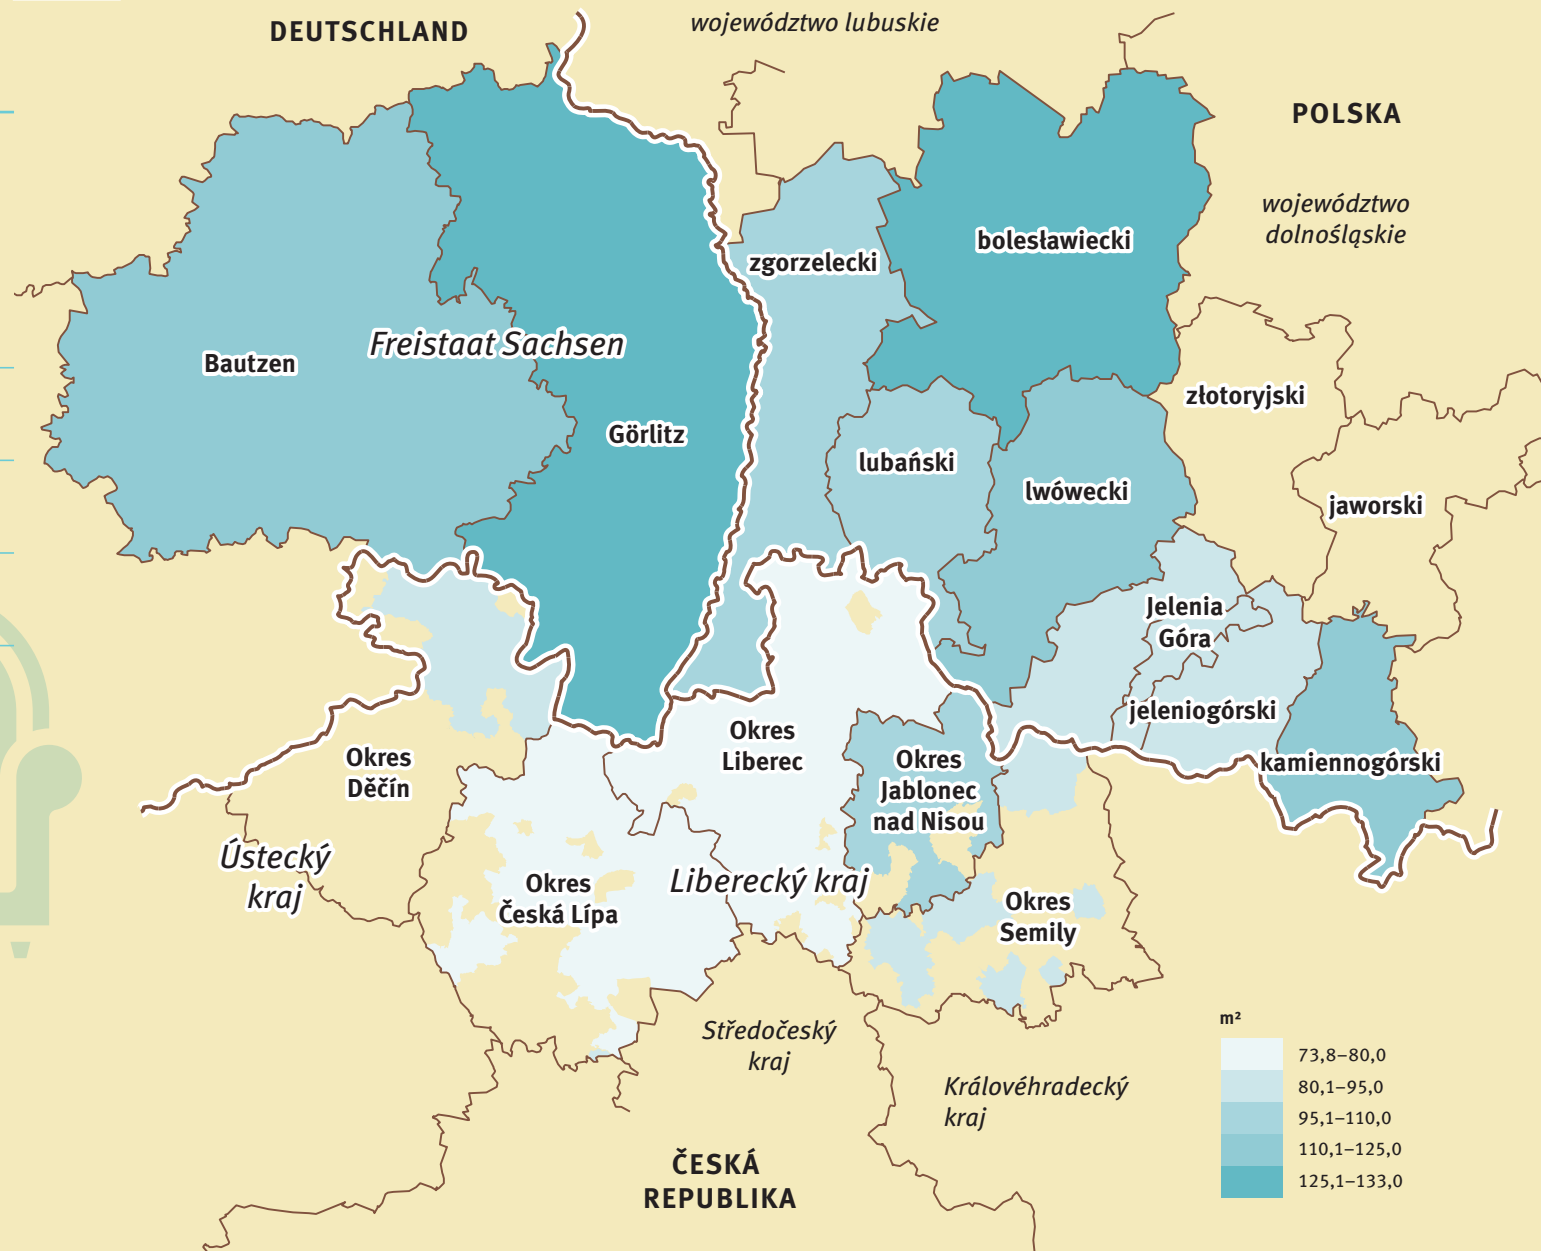 DEUTSCHLAND
województwo lubuskie
POLSKA
województwo
dolnośląskie
bolesławiecki
zgorzelecki
Freistaat Sachsen
Bautzen
złotoryjski
Görlitz
lubański
lwówecki
jaworski
Jelenia
Góra
jeleniogórski
kamiennogórski
Okres
Liberec
Okres
Děčín
Okres
Jablonec
nad Nisou
Ústecký
kraj
Okres
Česká Lípa
Liberecký kraj
Okres
Semily
Středočeský
kraj
Královéhradecký
kraj
ČESKÁ
REPUBLIKA
m²
73,8–80,0
80,1–95,0
95,1–110,0
110,1–125,0
125,1–133,0